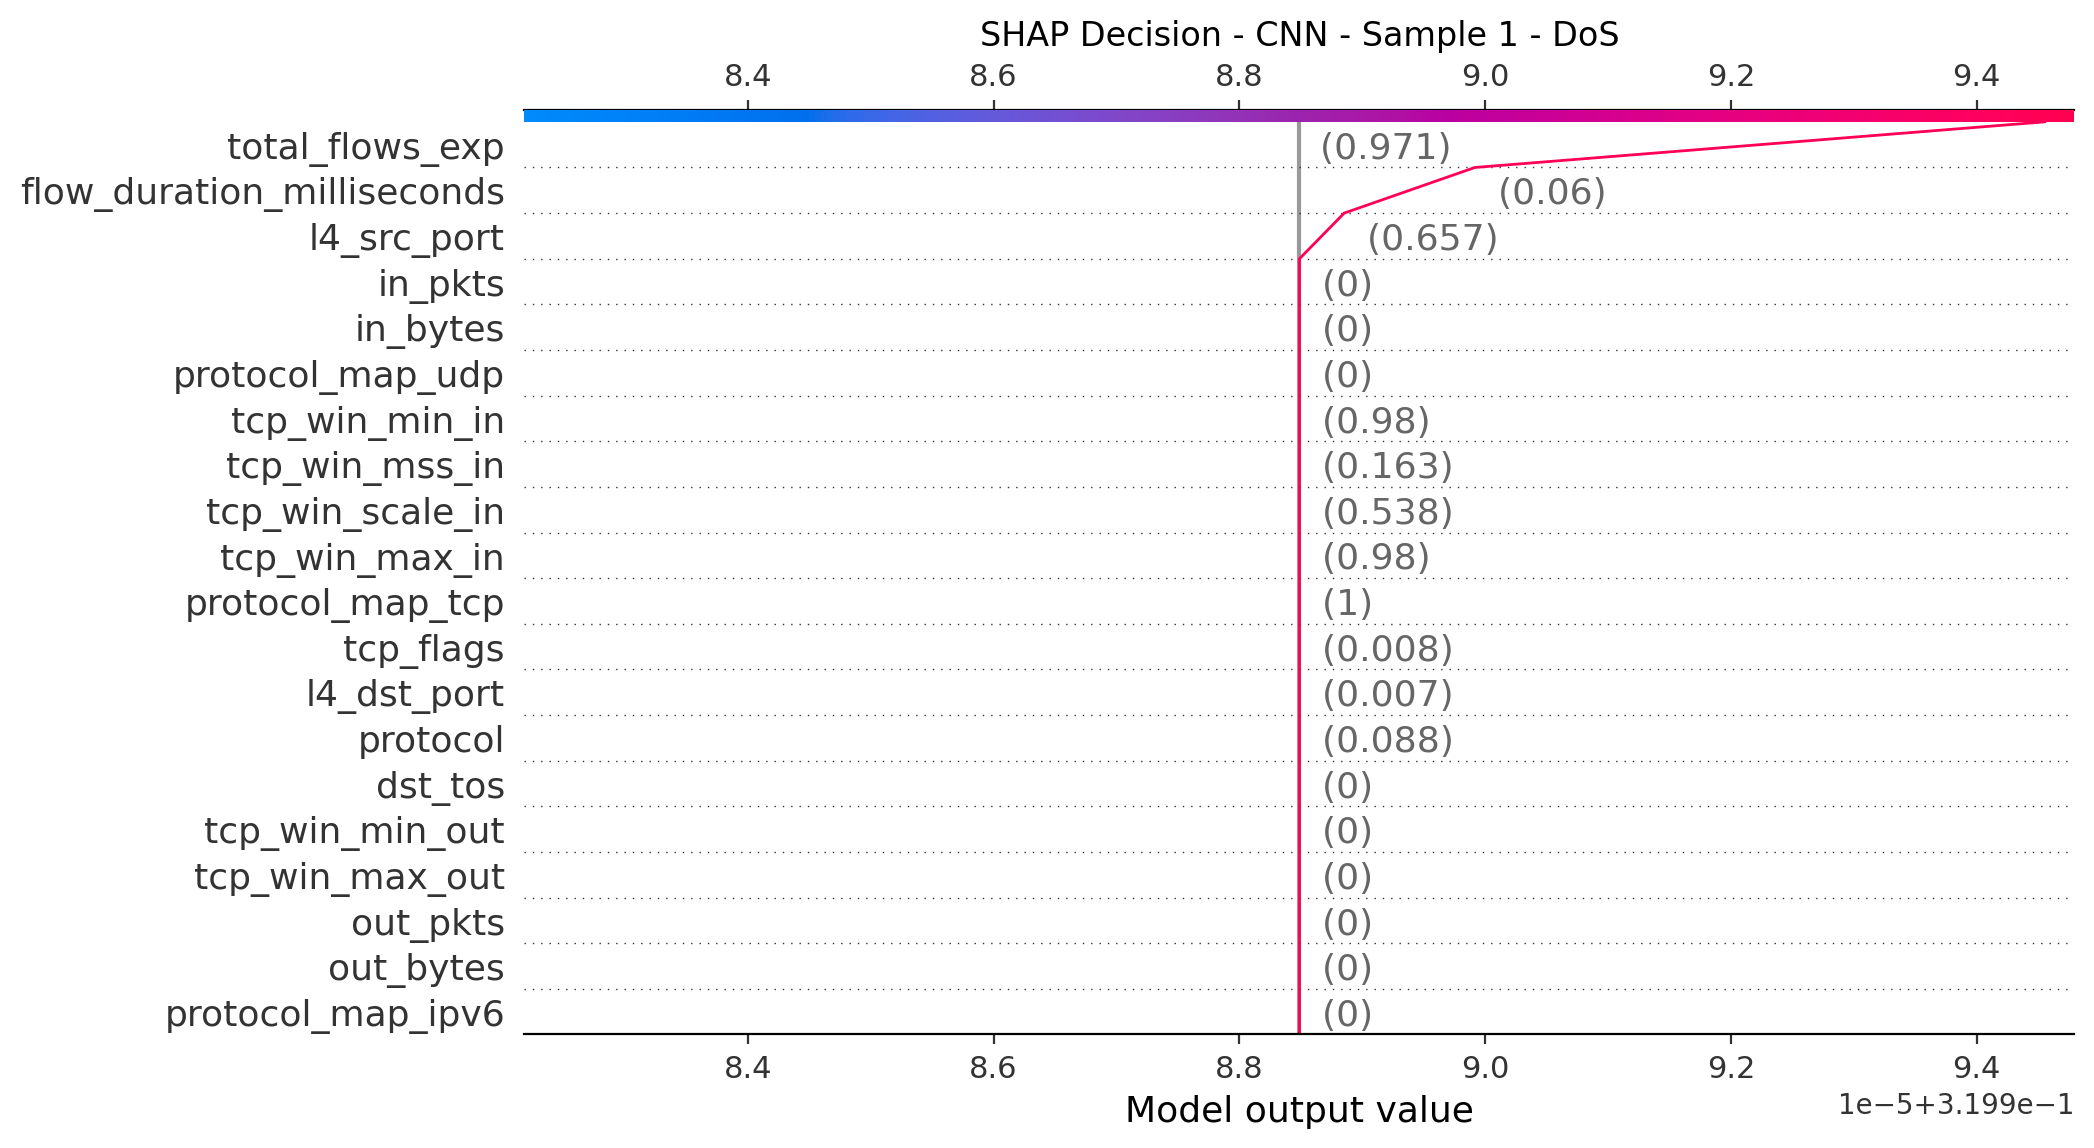 SHAP Decision - CNN - Sample 1 - DoS
8.4 8.6 8.8 9.0 9.2 9.4
total_flows_exp (0.971)
flow_duration_milliseconds (0.06)
l4_src_port (0.657)
in_pkts (0)
in_bytes (0)
protocol_map_udp (0)
tcp_win_min_in (0.98)
tcp_win_mss_in (0.163)
tcp_win_scale_in (0.538)
tcp_win_max_in (0.98)
protocol_map_tcp (1)
tcp_flags (0.008)
l4_dst_port (0.007)
protocol (0.088)
dst_tos (0)
tcp_win_min_out (0)
tcp_win_max_out (0)
out_pkts (0)
out_bytes (0)
protocol_map_ipv6 (0)
8.4 8.6 8.8 9.0 9.2 9.4
1e−5+3.199e−1
Model output value